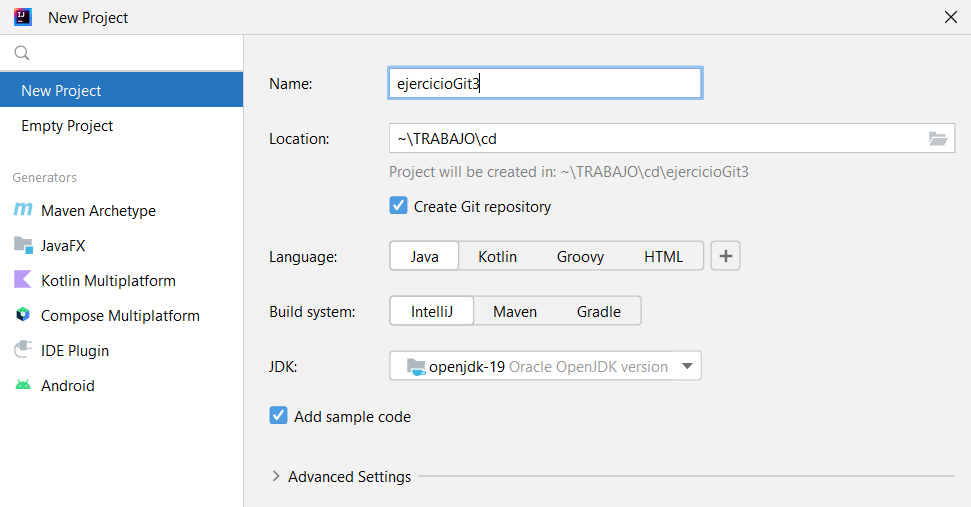 New Project
New Project
Empty Project
Generators
Maven Archetype
JavaFX
Kotlin Multiplatform
Compose Multiplatform
IDE Plugin
Android
Name: ejercicioGit3
Location: ~\TRABAJO\cd
Project will be created in: ~\TRABAJO\cd\ejercicioGit3
Create Git repository
Language: Java Kotlin Groovy HTML +
Build system: IntelliJ Maven Gradle
JDK: openjdk-19 Oracle OpenJDK version
Add sample code
Advanced Settings